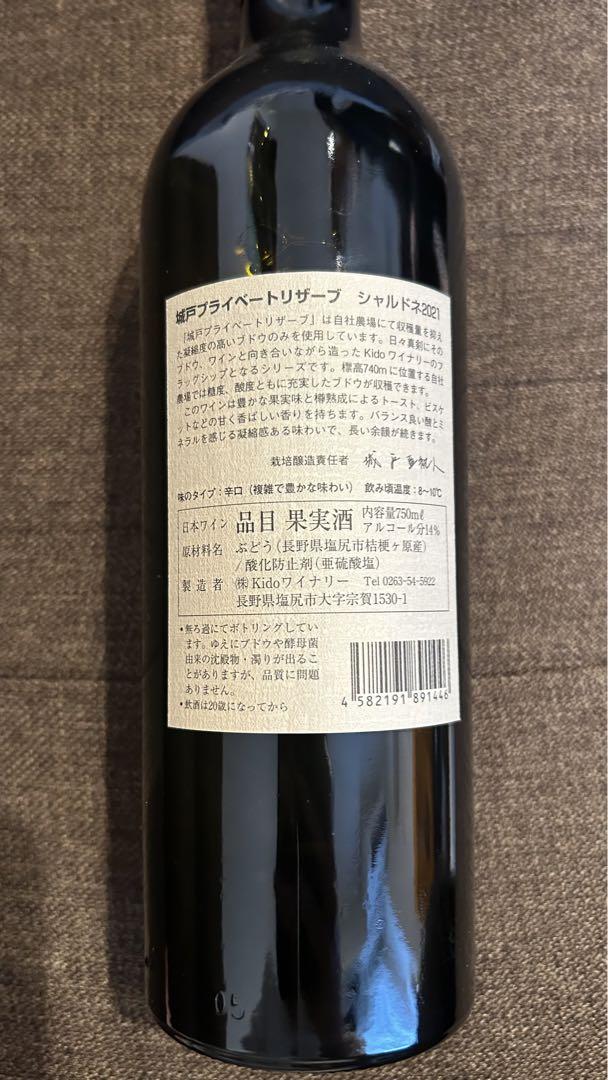 城戸プライベートリザーブ シャルドネ2021
「城戸プライベートリザーブ」は自社農場にて収穫量を抑え
た凝縮度の高いブドウのみを使用しています。日々真剣にその
ブドウ、ワインと向き合いながら造ったKidoワイナリーのフ
ラッグシップとなるシリーズです。標高740mに位置する自社
農場では糖度、酸度ともに充実したブドウが収穫できます。
このワインは豊かな果実味と樽熟成によるトースト、ビスケ
ットなどの甘く香ばしい香りを持ちます。バランス良い酸とミ
ネラルを感じる凝縮感ある味わいで、長い余韻が続きます。
栽培醸造責任者 城戸亜紀人
味のタイプ:辛口(複雑で豊かな味わい) 飲み頃温度:8〜10℃
日本ワイン 品目 果実酒 内容量750mℓ
アルコール分14%
原材料名 ぶどう(長野県塩尻市桔梗ヶ原産)
/酸化防止剤(亜硫酸塩)
製造者 ㈱Kidoワイナリー Tel 0263-54-5922
長野県塩尻市大字宗賀1530-1
•無ろ過にてボトリングしてい
ます。ゆえにブドウや酵母菌
由来の沈殿物・濁りが出るこ
とがありますが、品質に問題
ありません。
•飲酒は20歳になってから
4 582191 891446
05